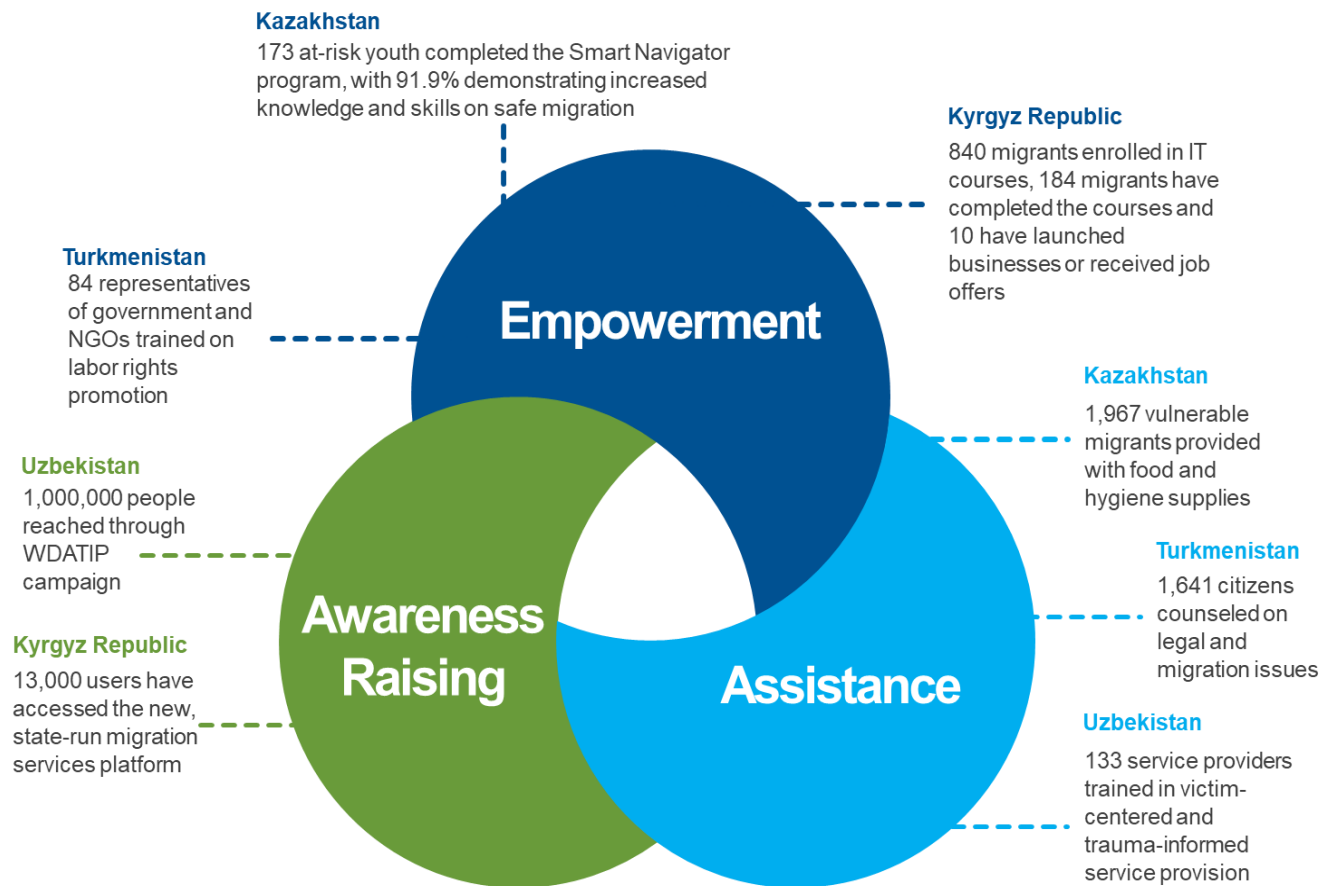 Kazakhstan
173 at-risk youth completed the Smart Navigator
program, with 91.9% demonstrating increased
knowledge and skills on safe migration
Kyrgyz Republic
840 migrants enrolled in IT
courses, 184 migrants have
completed the courses and
10 have launched
businesses or received job
offers
Turkmenistan
84 representatives
of government and
NGOs trained on
labor rights
promotion
Empowerment
Kazakhstan
1,967 vulnerable
migrants provided
with food and
hygiene supplies
Uzbekistan
1,000,000 people
reached through
WDATIP
campaign
Turkmenistan
1,641 citizens
counseled on
legal and
migration issues
Awareness
Raising
Kyrgyz Republic
13,000 users have
accessed the new,
state-run migration
services platform
Assistance
Uzbekistan
133 service providers
trained in victim-
centered and
trauma-informed
service provision